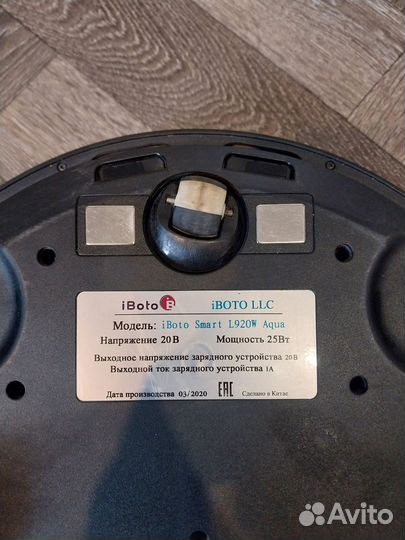 iBoto iB iBOTO LLC
Модель: iBoto Smart L920W Aqua
Напряжение 20В Мощность 25Вт
Выходное напряжение зарядного устройства 20В
Выходной ток зарядного устройства 1А
Дата производства 03/2020 EAC Сделано в Китае
Avito